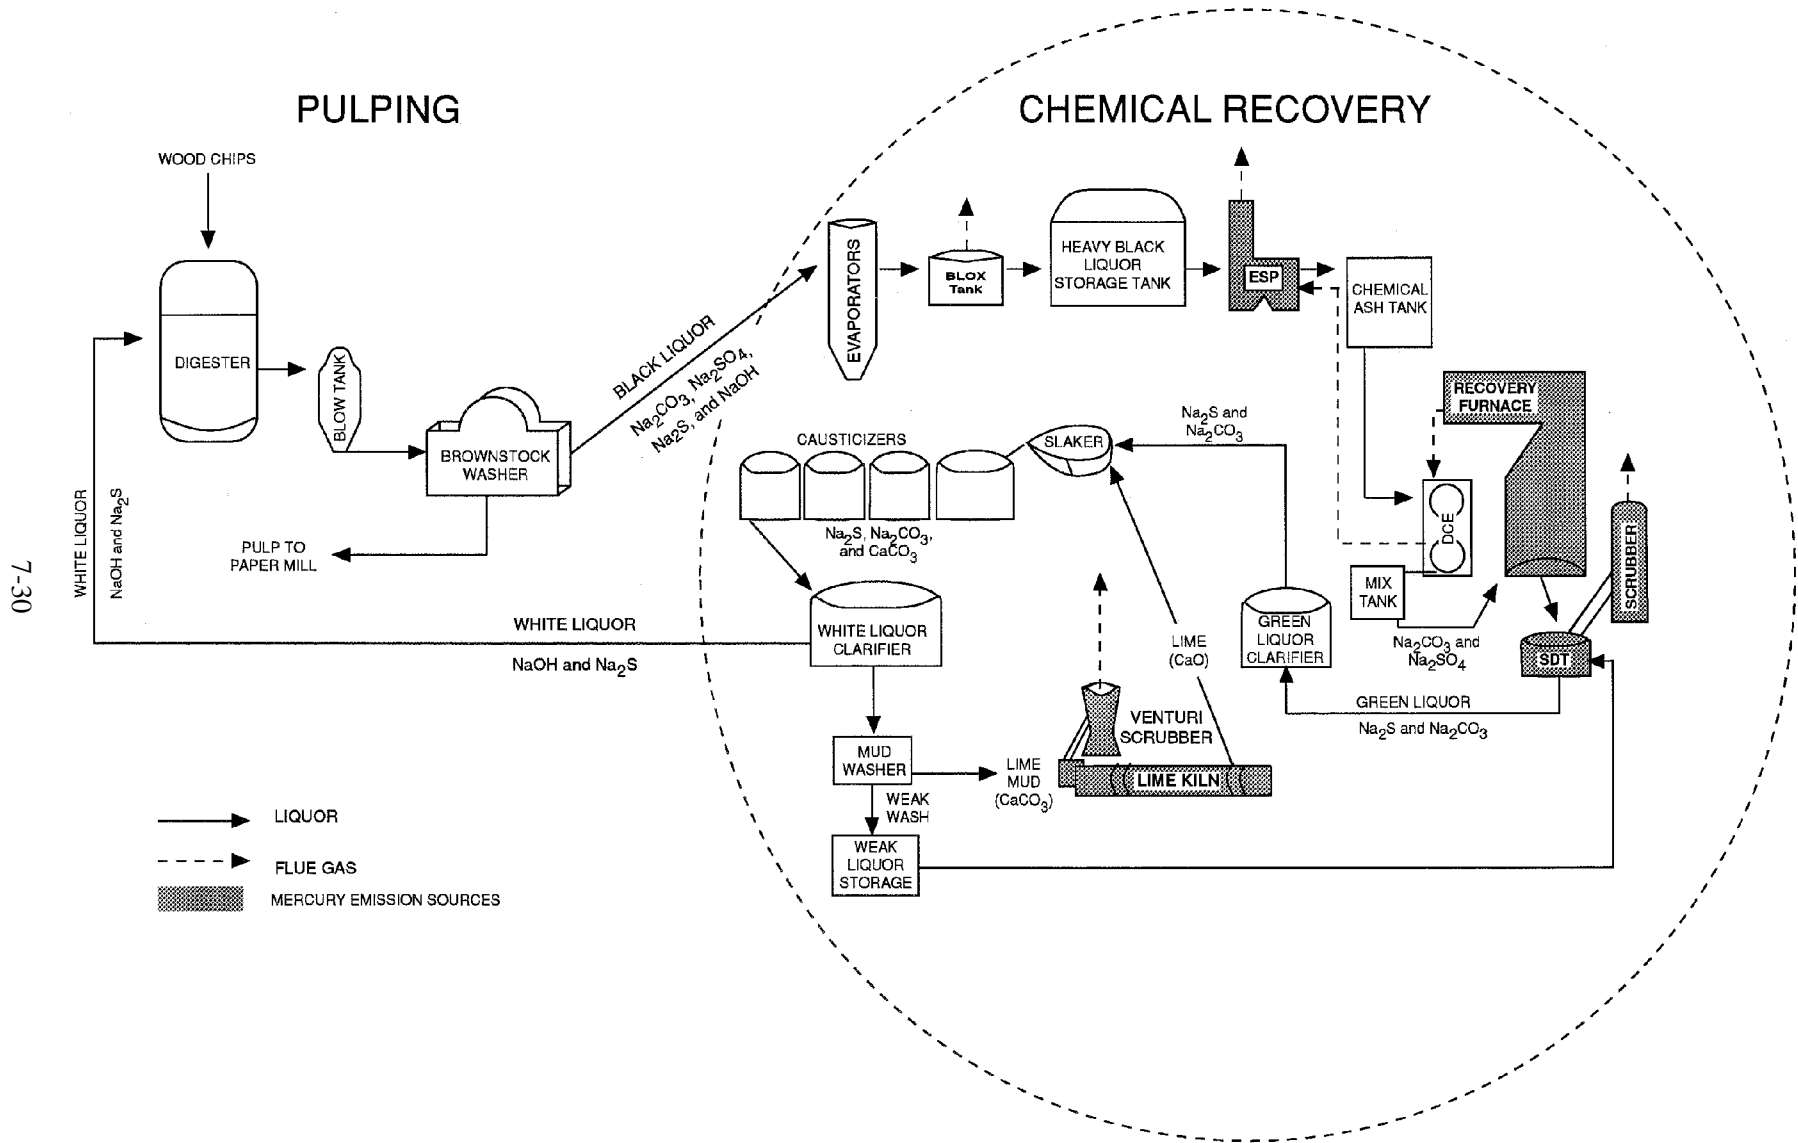 PULPING
CHEMICAL RECOVERY
WOOD CHIPS
DIGESTER
BLOW TANK
BROWNSTOCK
WASHER
PULP TO
PAPER MILL
WHITE LIQUOR
NaOH and Na2S
BLACK LIQUOR
Na2CO3, Na2SO4,
Na2S, and NaOH
EVAPORATORS
BLOX
Tank
HEAVY BLACK
LIQUOR
STORAGE TANK
ESP
CHEMICAL
ASH TANK
RECOVERY
FURNACE
DCE
MIX
TANK
Na2CO3 and
Na2SO4
SCRUBBER
SDT
GREEN LIQUOR
Na2S and Na2CO3
GREEN
LIQUOR
CLARIFIER
Na2S and
Na2CO3
SLAKER
CAUSTICIZERS
Na2S, Na2CO3,
and CaCO3
WHITE LIQUOR
CLARIFIER
WHITE LIQUOR
NaOH and Na2S
MUD
WASHER
WEAK
WASH
WEAK
LIQUOR
STORAGE
LIME
MUD
(CaCO3)
LIME
(CaO)
VENTURI
SCRUBBER
LIME KILN
LIQUOR
FLUE GAS
MERCURY EMISSION SOURCES
7-30